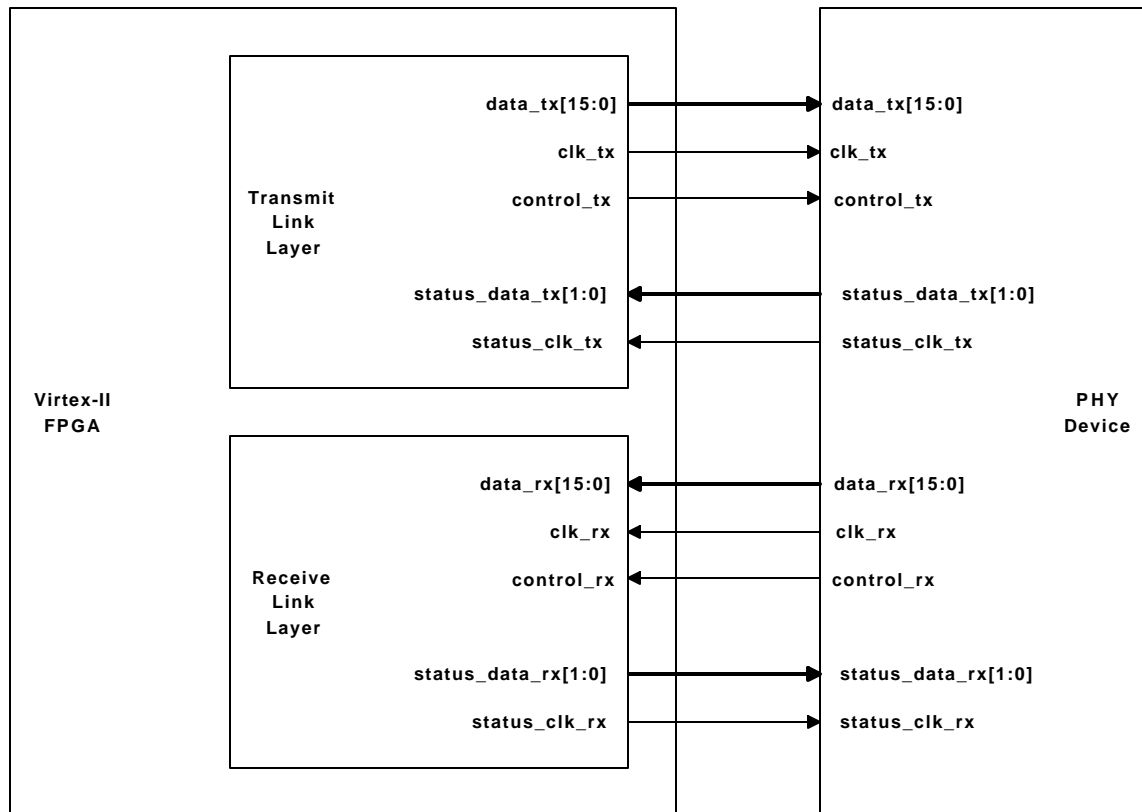 data_tx[15:0] data_tx[15:0]
clk_tx clk_tx
Transmit
Link
Layer
control_tx control_tx
status_data_tx[1:0] status_data_tx[1:0]
status_clk_tx status_clk_tx
Virtex-II
FPGA
PHY
Device
data_rx[15:0] data_rx[15:0]
clk_rx clk_rx
Receive
Link
Layer
control_rx control_rx
status_data_rx[1:0] status_data_rx[1:0]
status_clk_rx status_clk_rx